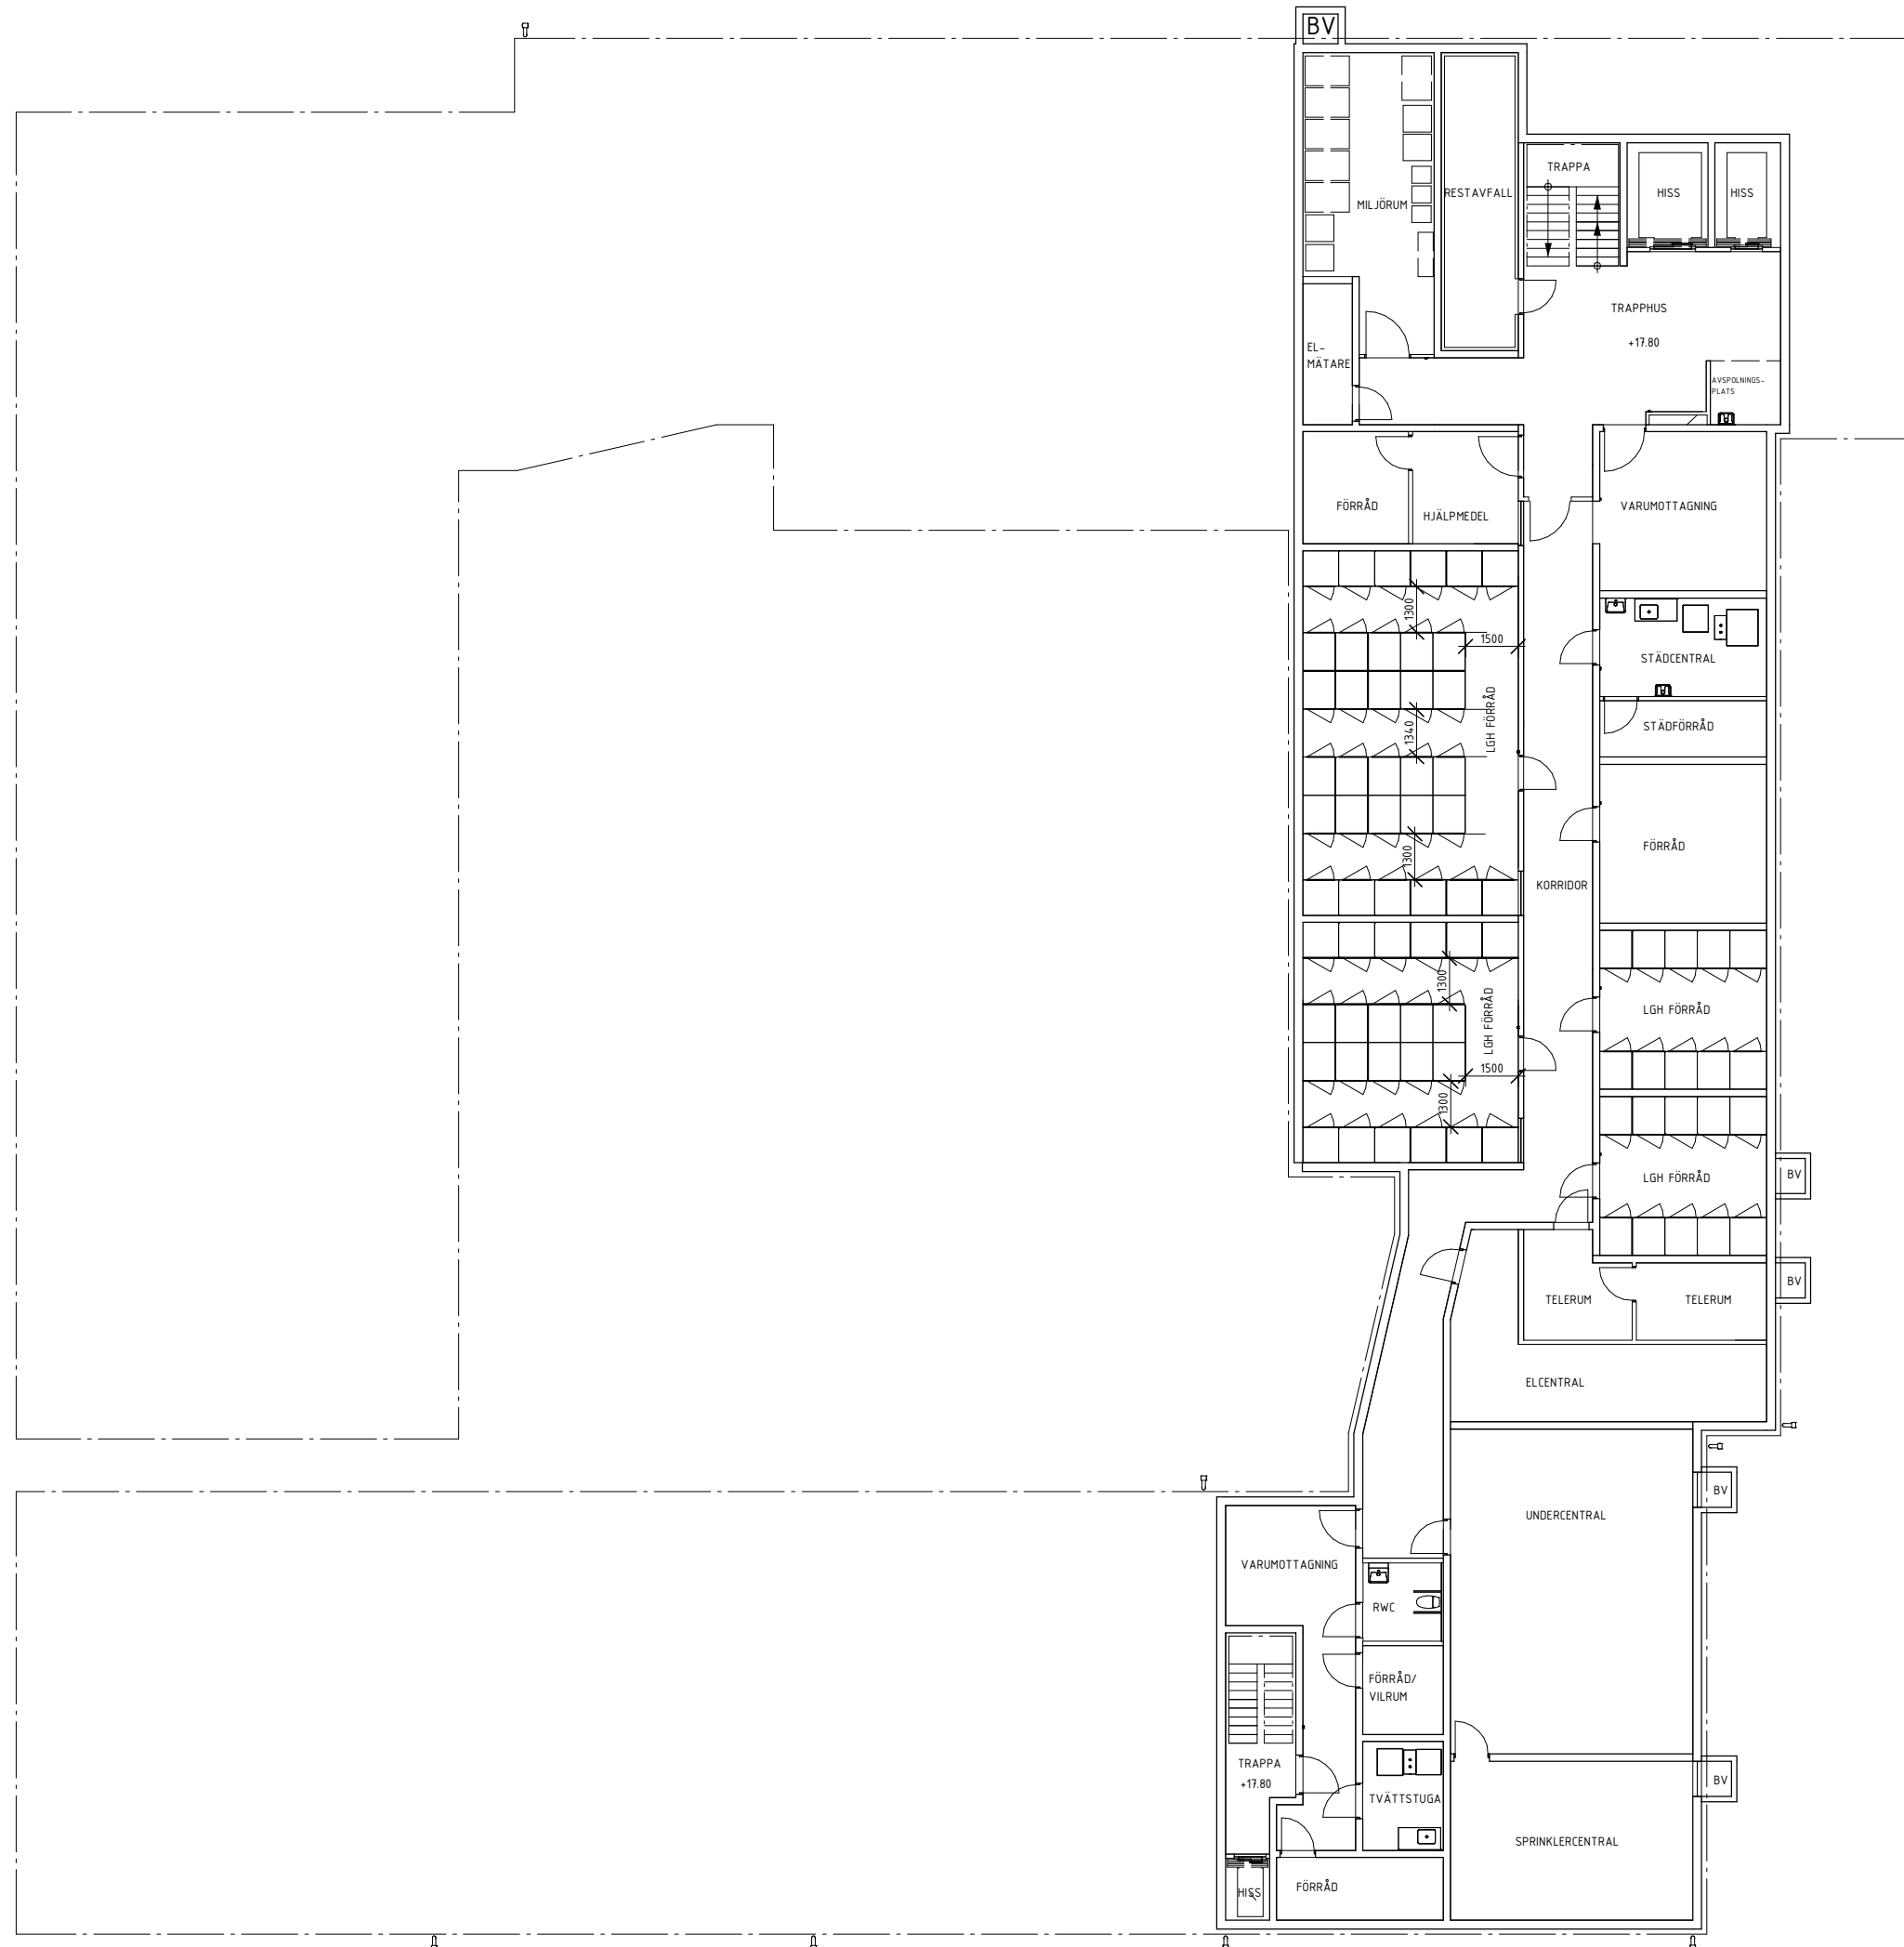 BV
TRAPPA
HISS
HISS
MILJÖRUM
RESTAVFALL
TRAPPHUS
+17.80
EL-
MÄTARE
AVSPOLNINGS-
PLATS
FÖRRÅD
HJÄLPMEDEL
VARUMOTTAGNING
1300
1500
STÄDCENTRAL
LGH FÖRRÅD
STÄDFÖRRÅD
1340
FÖRRÅD
1300
KORRIDOR
1300
LGH FÖRRÅD
LGH FÖRRÅD
1500
1300
LGH FÖRRÅD
BV
BV
TELERUM
TELERUM
ELCENTRAL
BV
UNDERCENTRAL
VARUMOTTAGNING
RWC
FÖRRÅD/
VILRUM
TRAPPA
+17.80
BV
TVÄTTSTUGA
SPRINKLERCENTRAL
FÖRRÅD
HISS